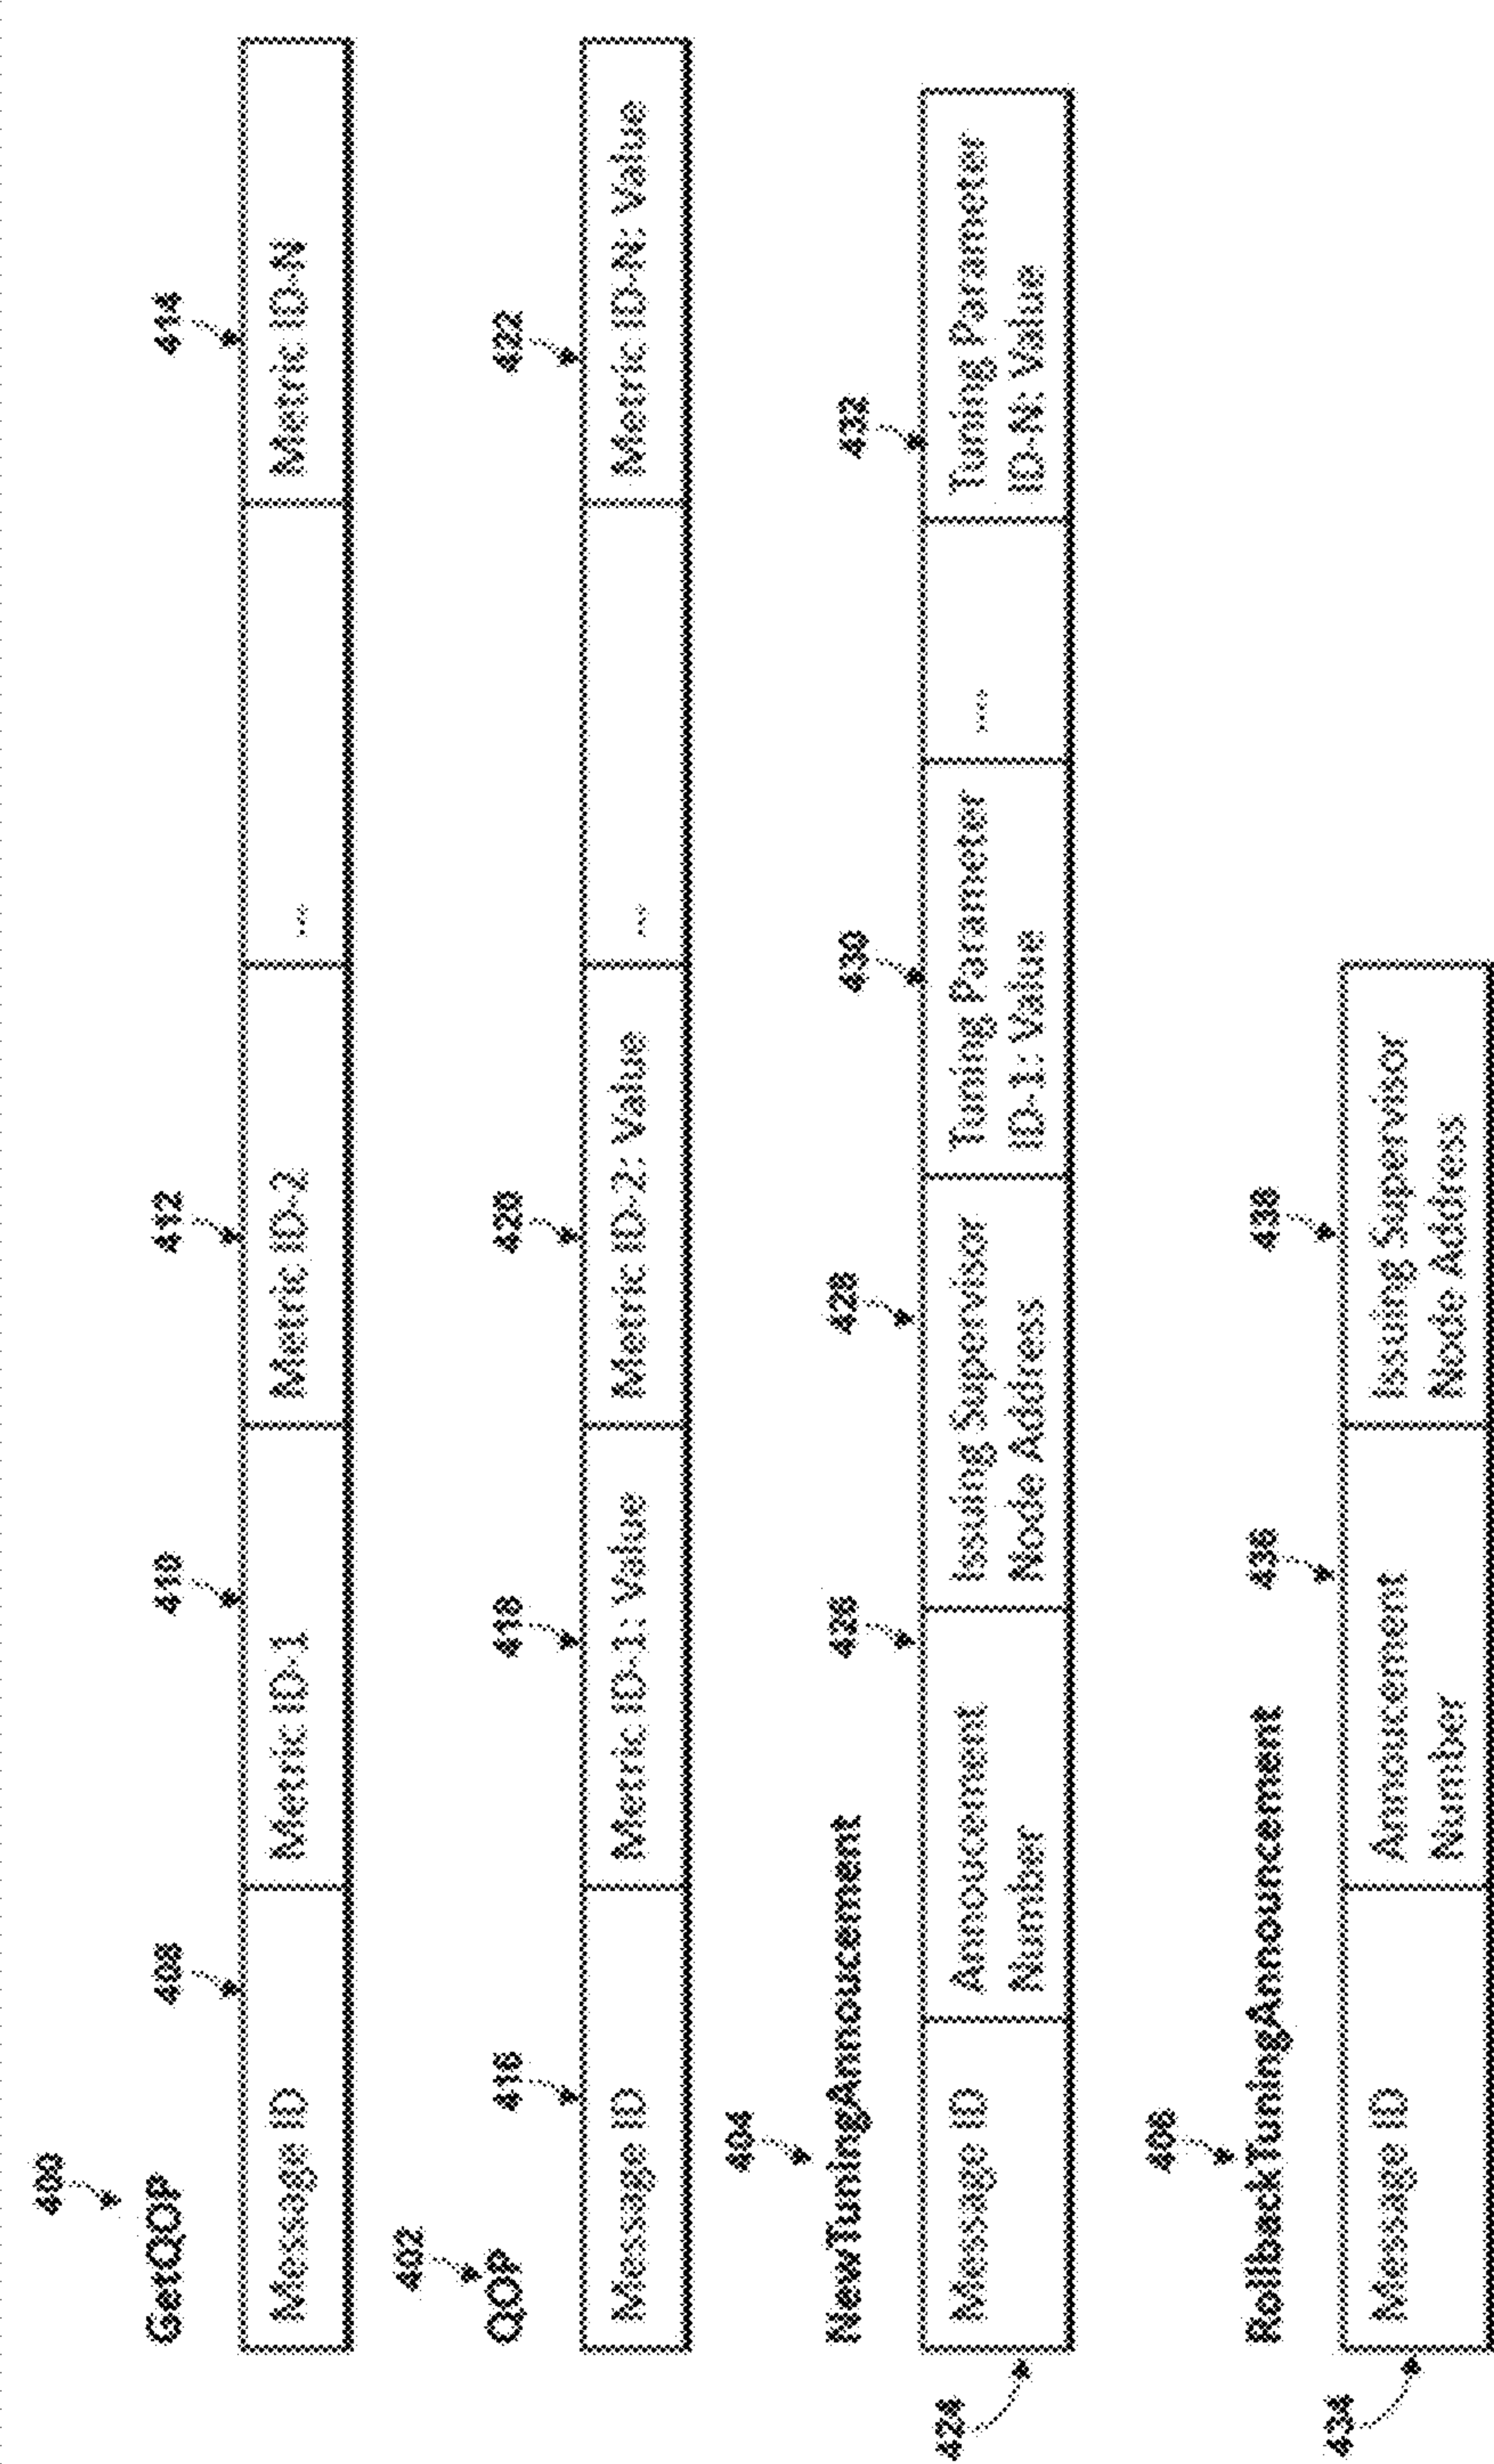 400
GetQOP
408
410
412
414
Message ID
Metric ID-1
Metric ID-2
...
Metric ID-N
402
QOP
416
418
420
422
Message ID
Metric ID-1: Value
Metric ID-2: Value
...
Metric ID-N: Value
404
NewTuningAnnoucement
426
428
430
432
424
Message ID
Annoucement
Number
Issuing Supervisor
Node Address
Tuning Parameter
ID-1: Value
...
Tuning Parameter
ID-N: Value
406
RollbackTuningAnnouncement
436
438
434
Message ID
Annoucement
Number
Issuing Supervisor
Node Address